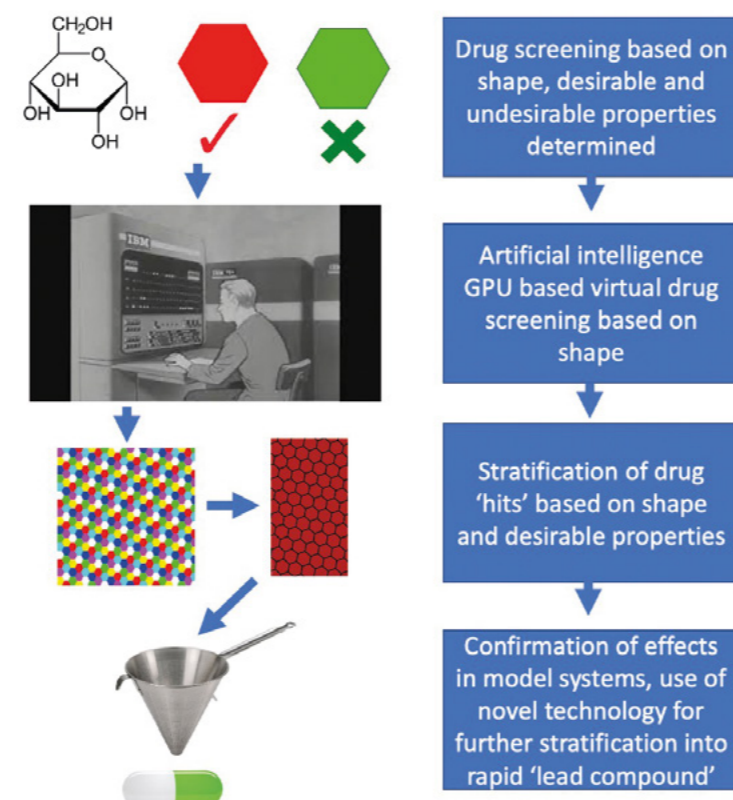 CH₂OH
O
OH
OH
OH
OH
Drug screening based on
shape, desirable and
undesirable properties
determined
IBM
Artificial intelligence
GPU based virtual drug
screening based on
shape
Stratification of drug
‘hits’ based on shape
and desirable properties
Confirmation of effects
in model systems, use of
novel technology for
further stratification into
rapid ‘lead compound’